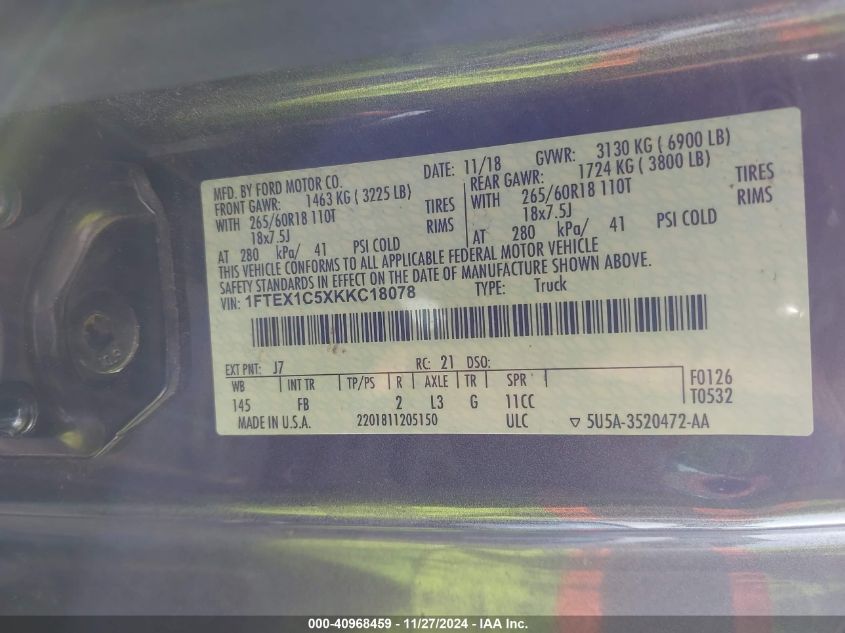 MFD. BY FORD MOTOR CO. DATE: 11/18 GVWR: 3130 KG ( 6900 LB)
FRONT GAWR: 1463 KG ( 3225 LB) REAR GAWR: 1724 KG ( 3800 LB)
WITH 265/60R18 110T TIRES WITH 265/60R18 110T TIRES
18x7.5J RIMS 18x7.5J RIMS
AT 280 kPa/ 41 PSI COLD AT 280 kPa/ 41 PSI COLD
THIS VEHICLE CONFORMS TO ALL APPLICABLE FEDERAL MOTOR VEHICLE
SAFETY STANDARDS IN EFFECT ON THE DATE OF MANUFACTURE SHOWN ABOVE.
VIN: 1FTEX1C5XKKC18078 TYPE: Truck
EXT PNT: J7 RC: 21 DSO:
WB INT TR TP/PS R AXLE TR SPR F0126
145 FB 2 L3 G 11CC T0532
MADE IN U.S.A. 2201811205150 ULC ▽ 5U5A-3520472-AA
000-40968459 - 11/27/2024 - IAA Inc.